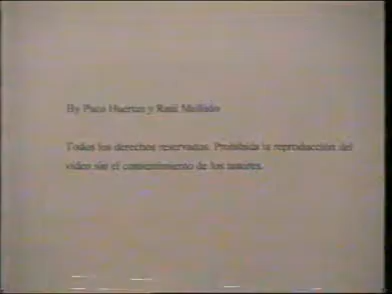 By Paco Huertas y Raúl Mellado
Todos los derechos reservados. Prohibida la reproducción del
video sin el consentimiento de los autores.